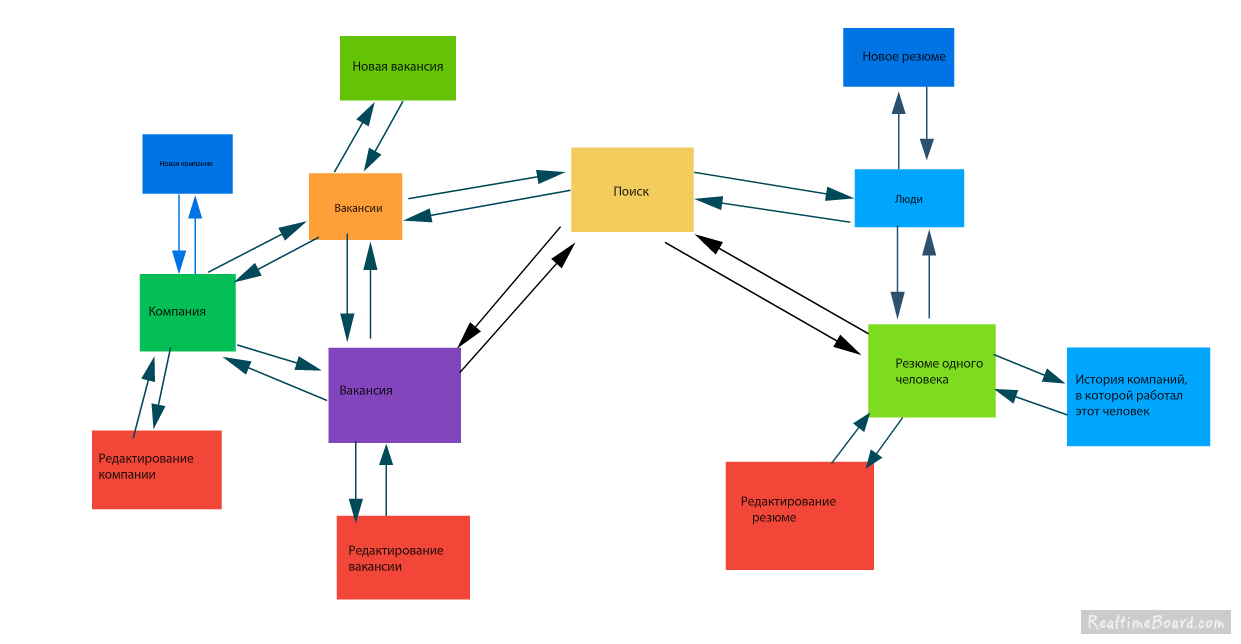 Новое резюме
Новая вакансия
Новая компания
Поиск
Люди
Вакансии
Компания
Резюме одного
человека
История компаний,
в которой работал
этот человек
Вакансия
Редактирование
компании
Редактирование
резюме
Редактирование
вакансии
RealtimeBoard.com